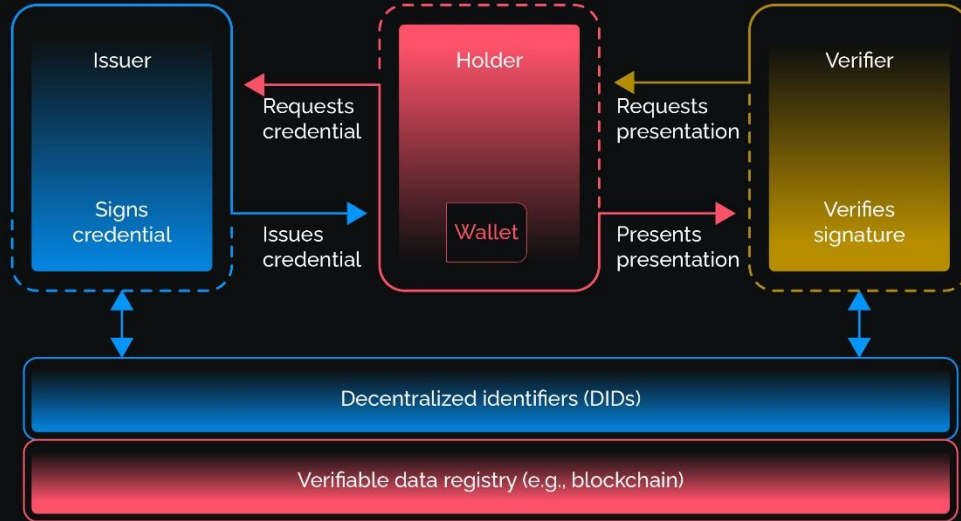 Issuer
Holder
Verifier
Requests
credential
Requests
presentation
Signs
credential
Issues
credential
Wallet
Presents
presentation
Verifies
signature
Decentralized identifiers (DIDs)
Verifiable data registry (e.g., blockchain)